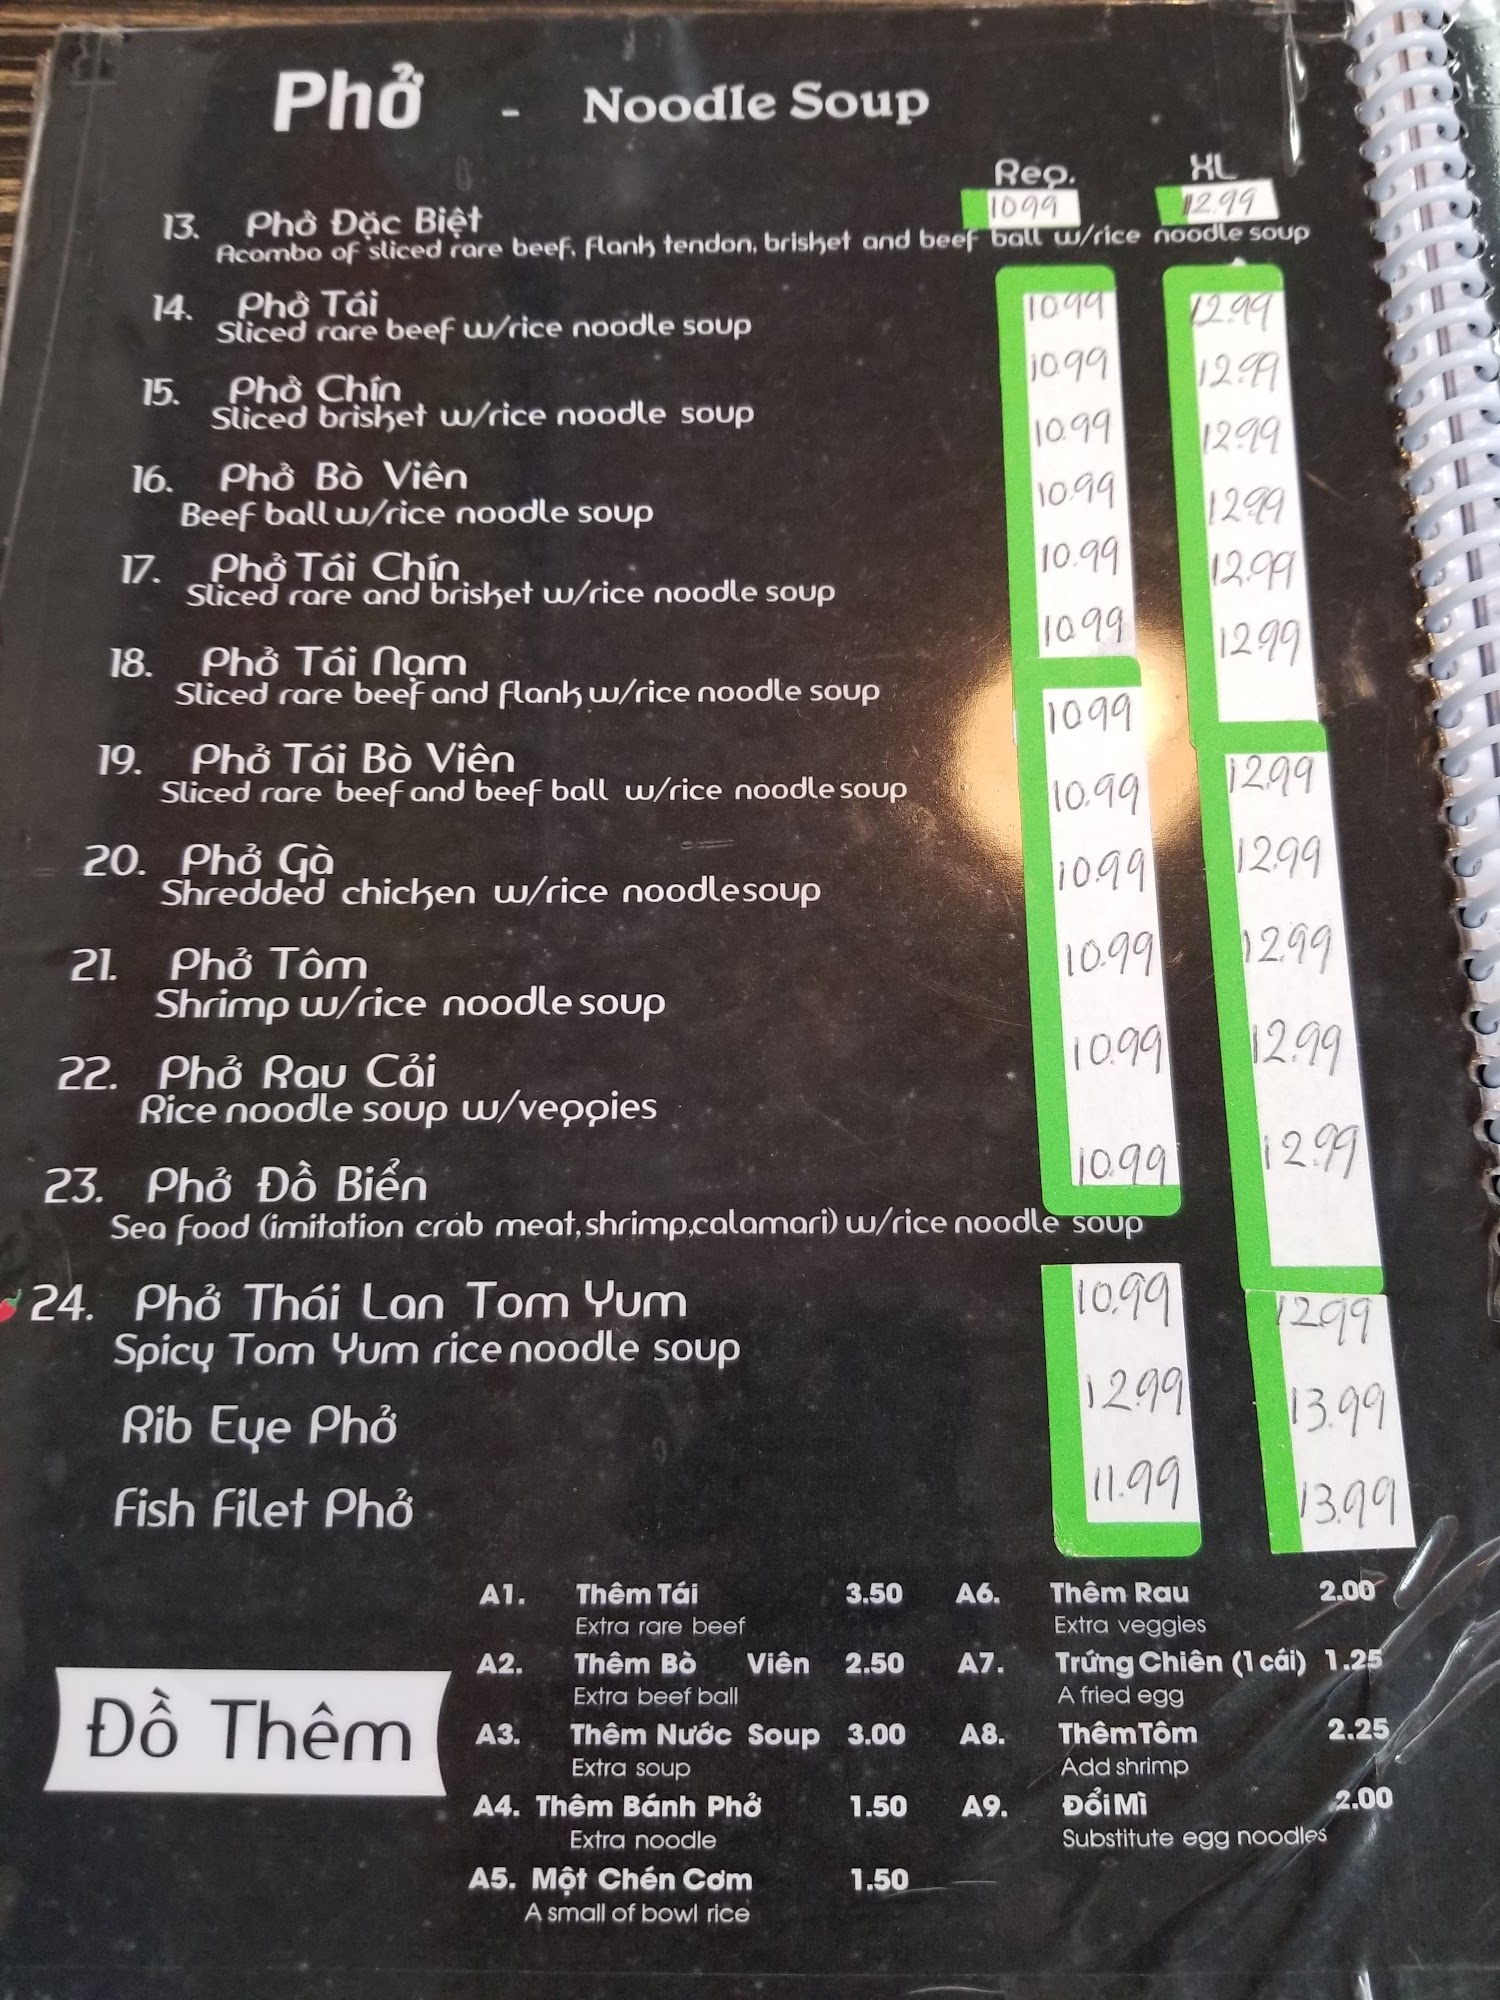 Phở - Noodle Soup
Reg. XL
10.99 12.99
13. Phở Đặc Biệt
Acombo of sliced rare beef, flank tendon, brisket and beef ball w/rice noodle soup
14. Phở Tái 10.99 12.99
Sliced rare beef w/rice noodle soup
10.99 12.99
15. Phở Chín
Sliced brisket w/rice noodle soup 10.99 12.99
16. Phở Bò Viên 10.99 12.99
Beef ball w/rice noodle soup
17. Phở Tái Chín 10.99 12.99
Sliced rare and brisket w/rice noodle soup
10.99 12.99
18. Phở Tái Nạm
Sliced rare beef and flank w/rice noodle soup 10.99
19. Phở Tái Bò Viên 12.99
Sliced rare beef and beef ball w/rice noodle soup 10.99
20. Phở Gà 10.99 12.99
Shredded chicken w/rice noodlesoup
21. Phở Tôm 10.99 12.99
Shrimp w/rice noodle soup
22. Phở Rau Cải 10.99 12.99
Rice noodle soup w/veggies
23. Phở Đồ Biển 10.99 12.99
Sea food (imitation crab meat,shrimp,calamari) w/rice noodle soup
24. Phở Thái Lan Tom Yum 10.99 12.99
Spicy Tom Yum rice noodle soup
Rib Eye Phở 12.99 13.99
Fish Filet Phở 11.99 13.99
Đồ Thêm
A1. Thêm Tái 3.50
Extra rare beef
A2. Thêm Bò Viên 2.50
Extra beef ball
A3. Thêm Nước Soup 3.00
Extra soup
A4. Thêm Bánh Phở 1.50
Extra noodle
A5. Một Chén Cơm 1.50
A small of bowl rice
A6. Thêm Rau 2.00
Extra veggies
A7. Trứng Chiên (1 cái) 1.25
A fried egg
A8. Thêm Tôm 2.25
Add shrimp
A9. Đổi Mì 2.00
Substitute egg noodles